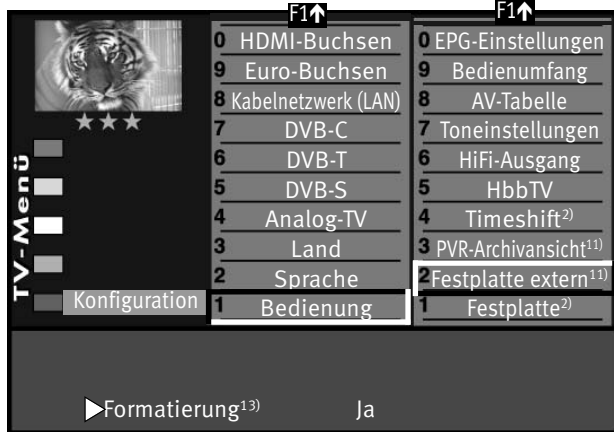 F1↑
0 HDMI-Buchsen
9 Euro-Buchsen
8 Kabelnetzwerk (LAN)
7 DVB-C
6 DVB-T
5 DVB-S
4 Analog-TV
3 Land
2 Sprache
1 Bedienung
F1↑
0 EPG-Einstellungen
9 Bedienumfang
8 AV-Tabelle
7 Toneinstellungen
6 HiFi-Ausgang
5 HbbTV
4 Timeshift2)
3 PVR-Archivansicht11)
2 Festplatte extern11)
1 Festplatte2)
TV-Menü
Konfiguration
Formatierung13) Ja